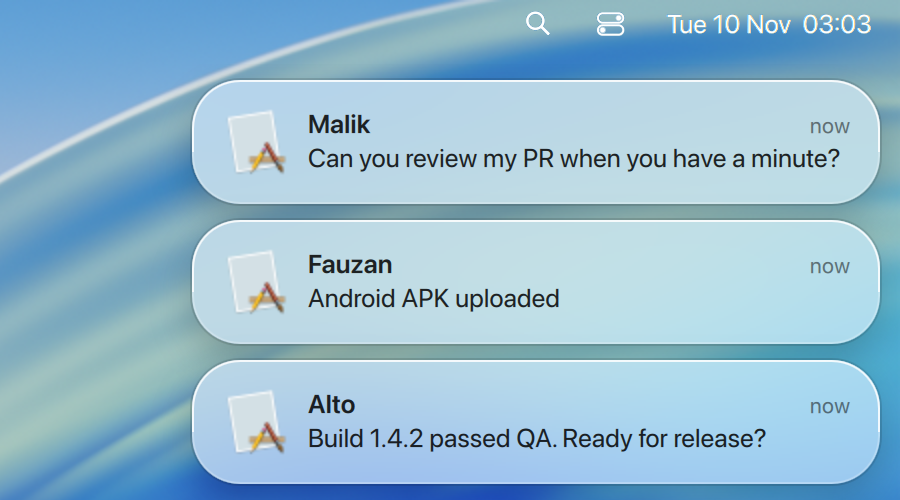 Tue 10 Nov 03:03
Malik
now
Can you review my PR when you have a minute?
Fauzan
now
Android APK uploaded
Alto
now
Build 1.4.2 passed QA. Ready for release?